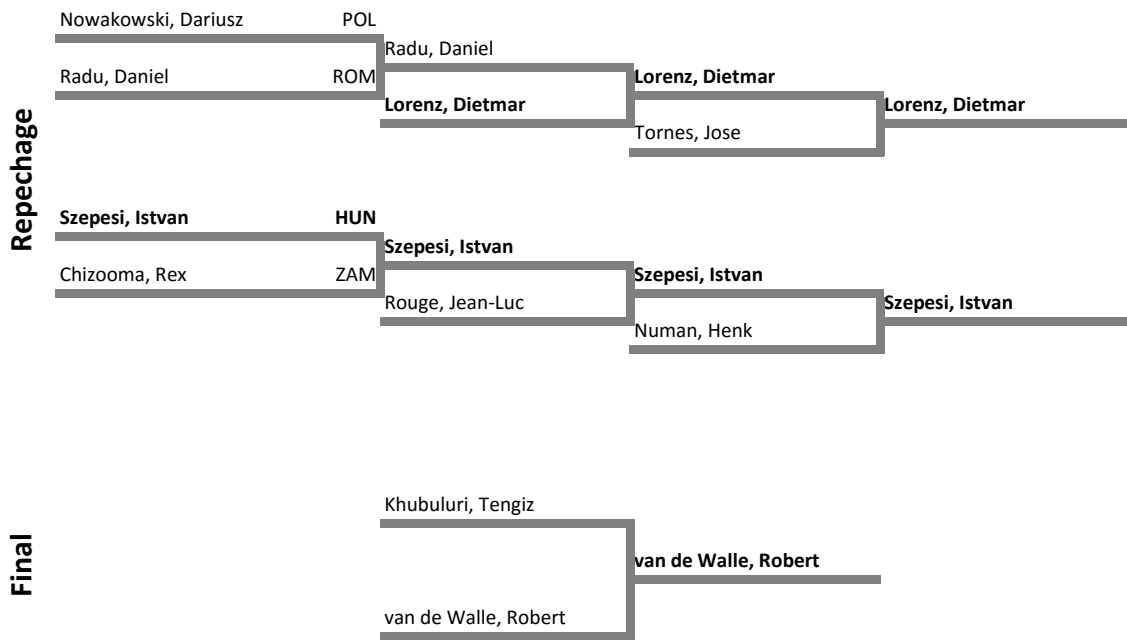 Repechage
Nowakowski, Dariusz POL
Radu, Daniel
Radu, Daniel ROM
Lorenz, Dietmar
Lorenz, Dietmar
Lorenz, Dietmar
Tornes, Jose
Szepesi, Istvan HUN
Szepesi, Istvan
Chizooma, Rex ZAM
Szepesi, Istvan
Rouge, Jean-Luc
Szepesi, Istvan
Numan, Henk
Final
Khubuluri, Tengiz
van de Walle, Robert
van de Walle, Robert